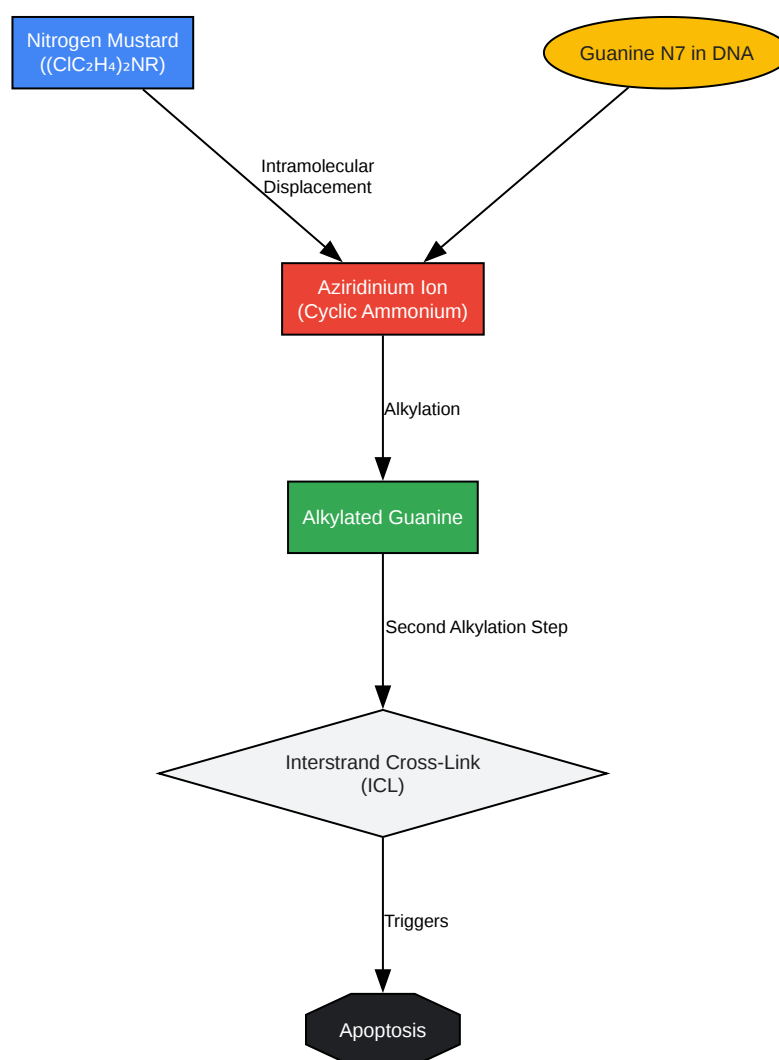 Nitrogen Mustard
((ClC₂H₄)₂NR)
Guanine N7 in DNA
Intramolecular
Displacement
Aziridinium Ion
(Cyclic Ammonium)
Alkylation
Alkylated Guanine
Second Alkylation Step
Interstrand Cross-Link
(ICL)
Triggers
Apoptosis